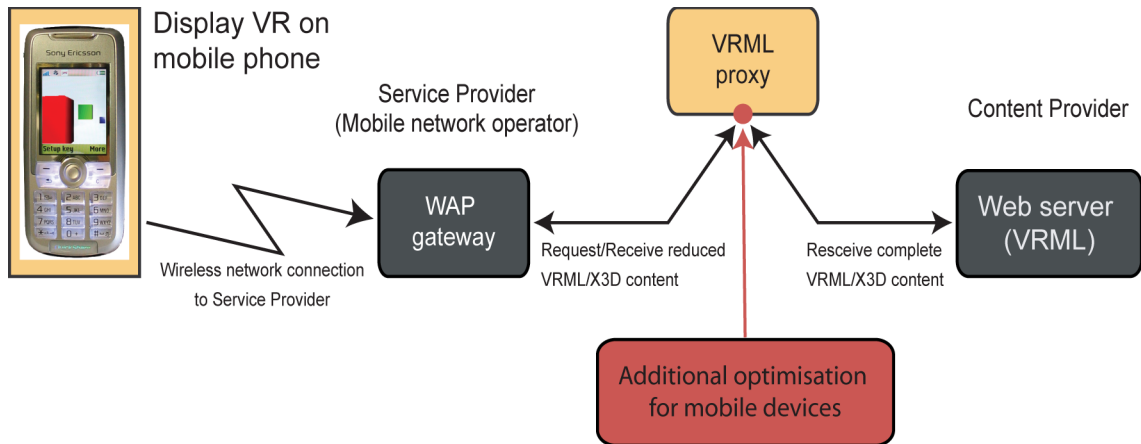 Display VR on
mobile phone
Sony Ericsson
Setup key More
Service Provider
(Mobile network operator)
VRML
proxy
Content Provider
WAP
gateway
Web server
(VRML)
Wireless network connection
to Service Provider
Request/Receive reduced
VRML/X3D content
Resceive complete
VRML/X3D content
Additional optimisation
for mobile devices